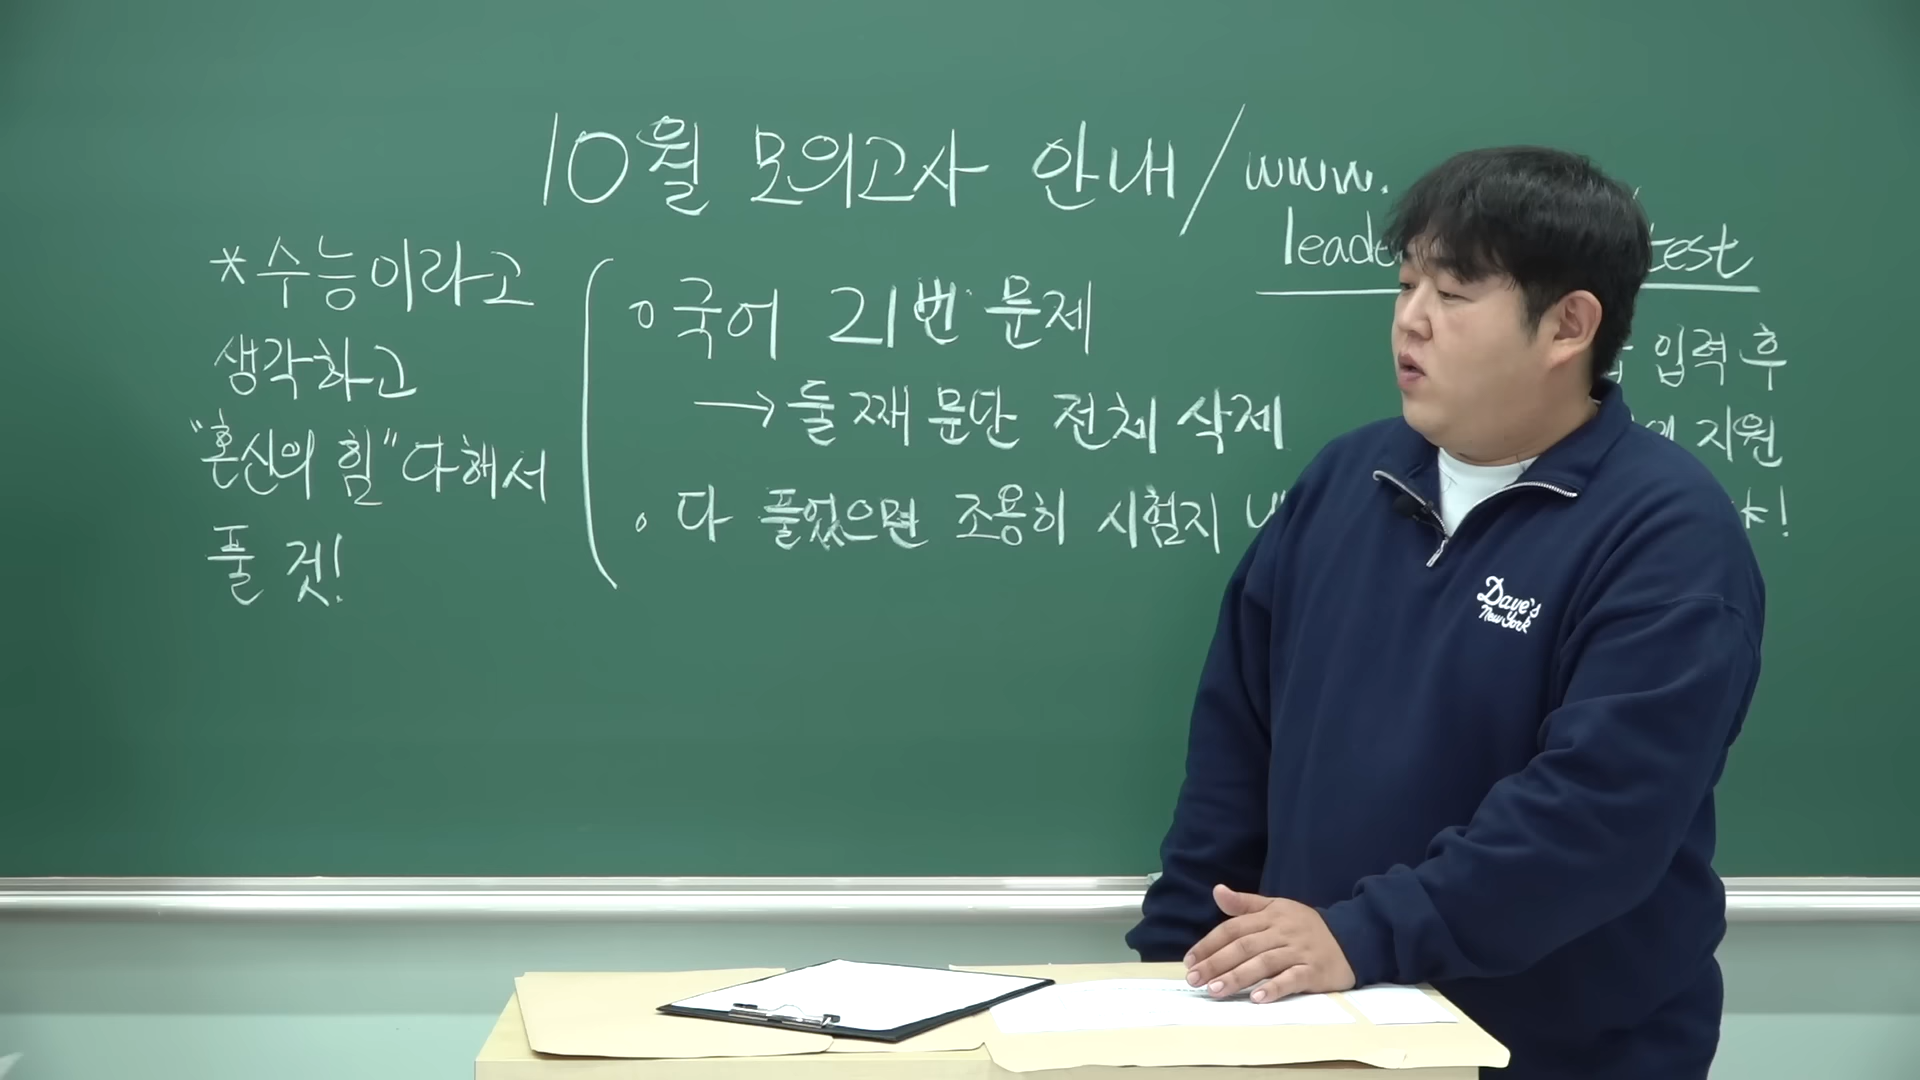 10월 모의고사 안내 / www.
test
*수능이라고
생각하고
"혼신의 힘" 다해서
풀 것!
국어 21번 문제
→ 둘째 문단 전체 삭제
다 풀었으면 조용히 시험지
입력 후
지원
Dave's
New York